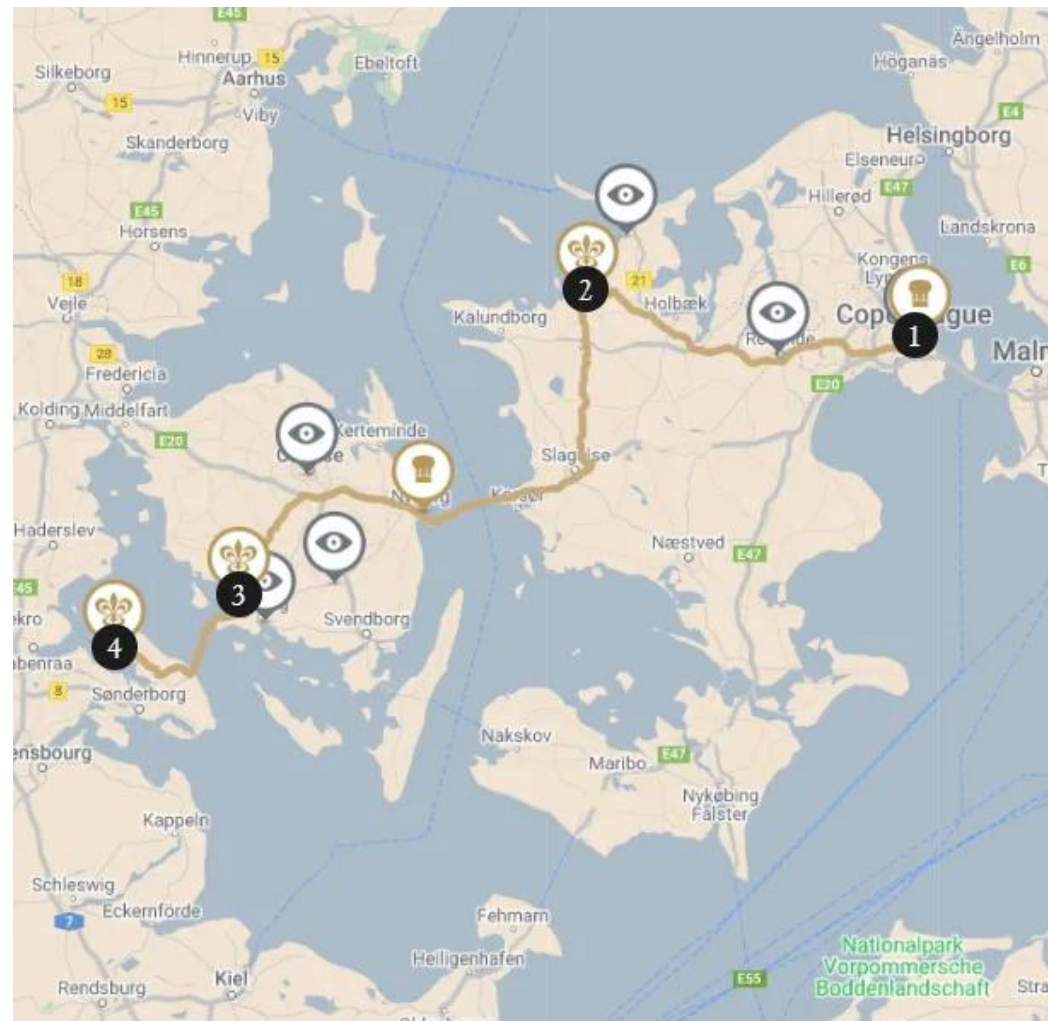 E45
Hinnerup
15
Ebeltoft
Ängelholm
Höganäs
Silkeborg
Aarhus
15
Viby
E4
Skanderborg
Helsingborg
Elseneur
Hillerød
E47
E45
Horsens
Landskrona
Kongens
E6
18
Vejle
21
Holbæk
2
Kalundborg
1
28
Fredericia
E20
Kolding
Middelfart
Kerteminde
E20
Slagelse
Haderslev
Næstved
E47
3
4
Svendborg
8
Sønderborg
Nakskov
Maribo
E47
Nykøbing
Falster
Kappeln
Schleswig
7
Eckernförde
Fehmarn
Heiligenhafen
Kiel
Rendsburg
E55
Nationalpark
Vorpommersche
Boddenlandschaft